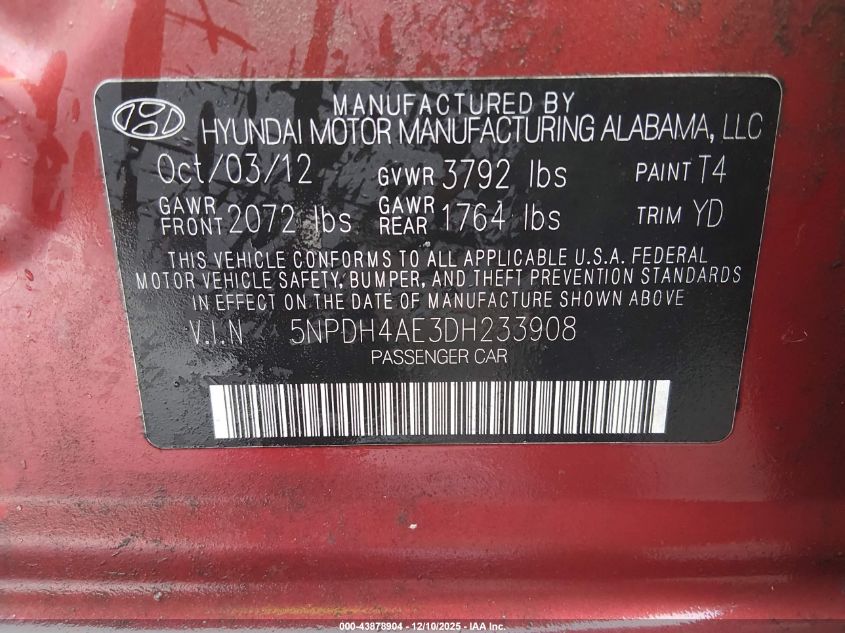 MANUFACTURED BY
HYUNDAI MOTOR MANUFACTURING ALABAMA, LLC
Oct/03/12 GVWR 3792 lbs PAINT T4
GAWR FRONT 2072 lbs GAWR REAR 1764 lbs TRIM YD
THIS VEHICLE CONFORMS TO ALL APPLICABLE U.S.A. FEDERAL
MOTOR VEHICLE SAFETY, BUMPER, AND THEFT PREVENTION STANDARDS
IN EFFECT ON THE DATE OF MANUFACTURE SHOWN ABOVE
V.I.N 5NPDH4AE3DH233908
PASSENGER CAR
000-43878904 - 12/10/2025 - IAA Inc.